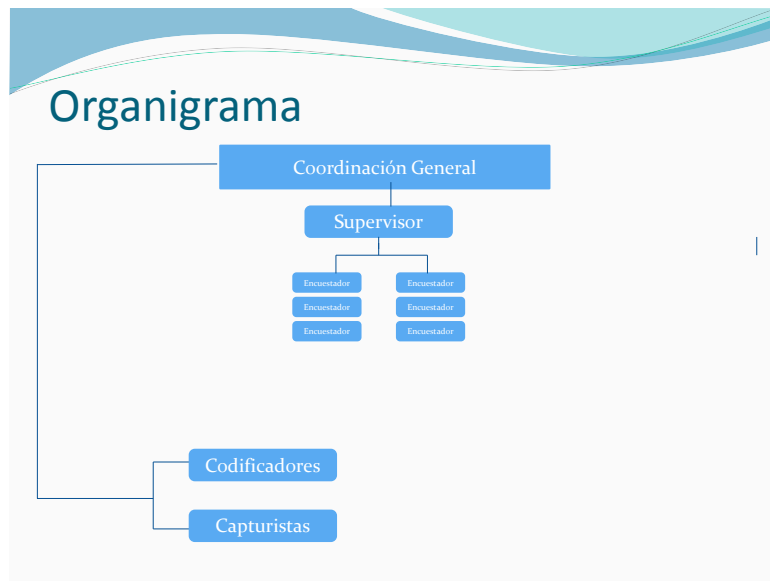 Organigrama
Coordinación General
Supervisor
Encuestador
Encuestador
Encuestador
Encuestador
Encuestador
Encuestador
Codificadores
Capturistas